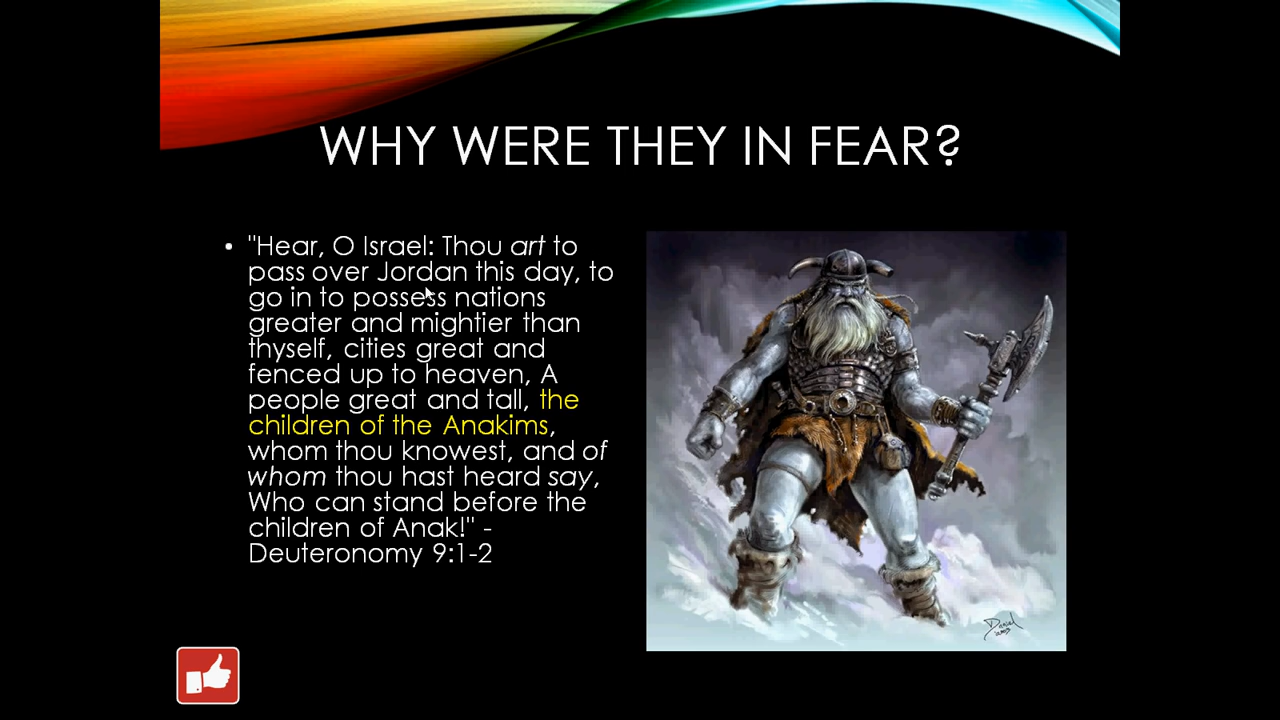 WHY WERE THEY IN FEAR?
• "Hear, O Israel: Thou art to
pass over Jordan this day, to
go in to possess nations
greater and mightier than
thyself, cities great and
fenced up to heaven, A
people great and tall, the
children of the Anakims,
whom thou knowest, and of
whom thou hast heard say,
Who can stand before the
children of Anak!" -
Deuteronomy 9:1-2
Daniel